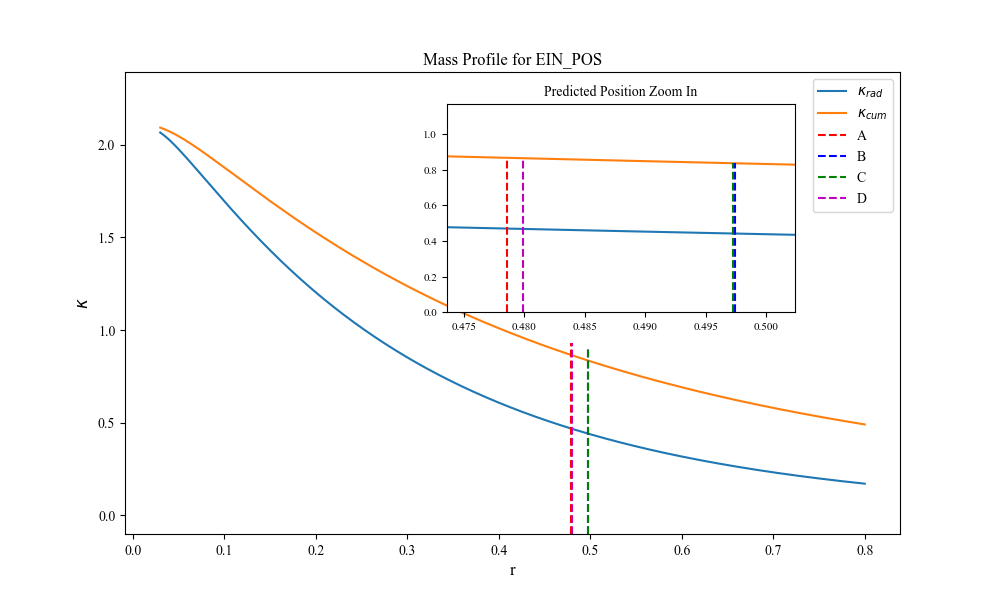 Mass Profile for EIN_POS
κ
2.0
1.5
1.0
0.5
0.0
0.0 0.1 0.2 0.3 0.4 0.5 0.6 0.7 0.8
r
Predicted Position Zoom In
1.0
0.8
0.6
0.4
0.2
0.0
0.475 0.480 0.485 0.490 0.495 0.500
κrad
κcum
A
B
C
D